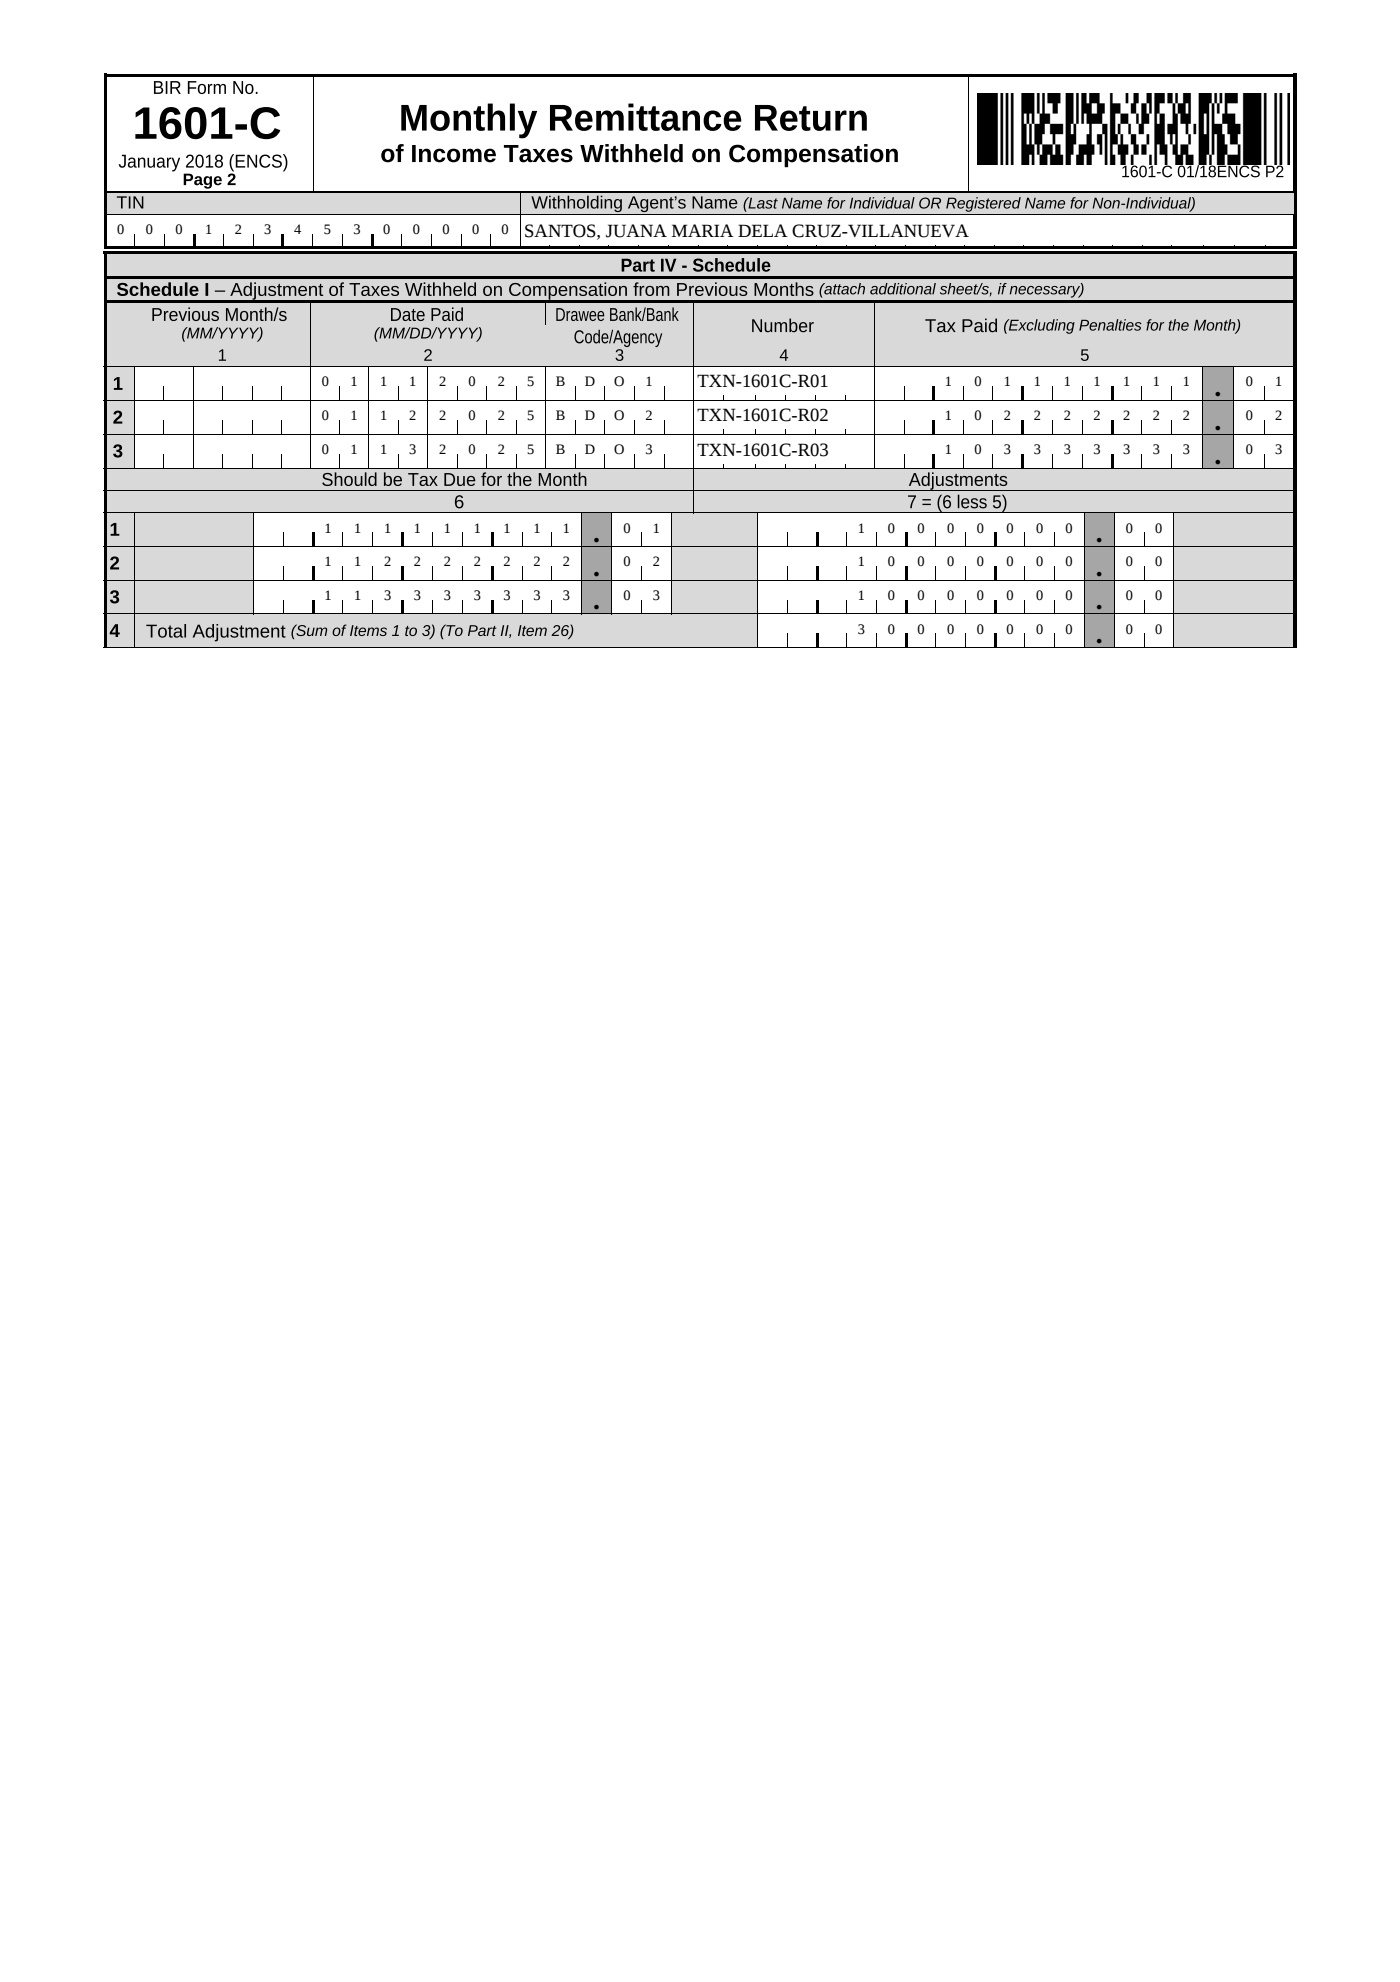 BIR Form No.
1601-C
January 2018 (ENCS)
Page 2
Monthly Remittance Return
of Income Taxes Withheld on Compensation
1601-C 01/18ENCS P2
TIN Withholding Agent’s Name (Last Name for Individual OR Registered Name for Non-Individual)
0 0 0 1 2 3 4 5 3 0 0 0 0 0 SANTOS, JUANA MARIA DELA CRUZ-VILLANUEVA
Part IV - Schedule
Schedule I – Adjustment of Taxes Withheld on Compensation from Previous Months (attach additional sheet/s, if necessary)
Previous Month/s
(MM/YYYY)
1
Date Paid
(MM/DD/YYYY)
2
Drawee Bank/Bank
Code/Agency
3
Number
4
Tax Paid (Excluding Penalties for the Month)
5
1 0 1 1 1 2 0 2 5 B D O 1 TXN-1601C-R01 1 0 1 1 1 1 1 1 1 . 0 1
2 0 1 1 2 2 0 2 5 B D O 2 TXN-1601C-R02 1 0 2 2 2 2 2 2 2 . 0 2
3 0 1 1 3 2 0 2 5 B D O 3 TXN-1601C-R03 1 0 3 3 3 3 3 3 3 . 0 3
Should be Tax Due for the Month Adjustments
6 7 = (6 less 5)
1 1 1 1 1 1 1 1 1 1 . 0 1 1 0 0 0 0 0 0 0 . 0 0
2 1 1 2 2 2 2 2 2 2 . 0 2 1 0 0 0 0 0 0 0 . 0 0
3 1 1 3 3 3 3 3 3 3 . 0 3 1 0 0 0 0 0 0 0 . 0 0
4 Total Adjustment (Sum of Items 1 to 3) (To Part II, Item 26) 3 0 0 0 0 0 0 0 . 0 0